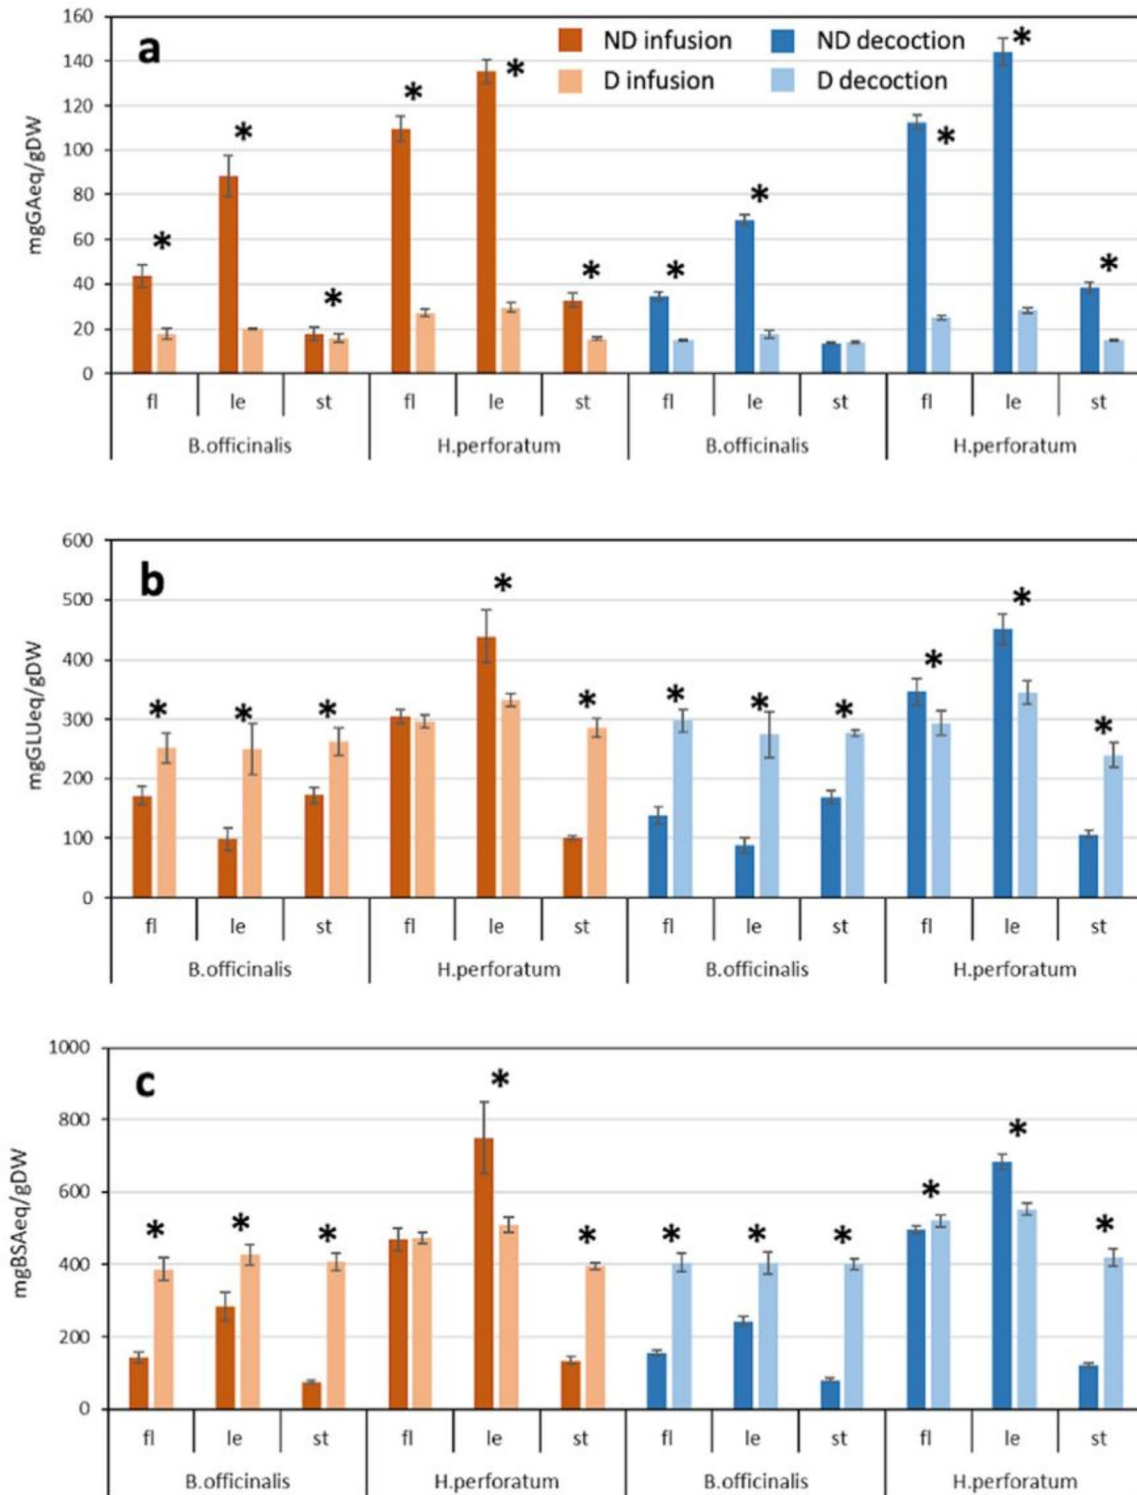 a
ND infusion ND decoction
D infusion D decoction
mgGAeq/gDW
160
140
120
100
80
60
40
20
0
* * * * * * * * * * *
fl le st fl le st fl le st fl le st
B.officinalis H.perforatum B.officinalis H.perforatum
b
mgGLUeq/gDW
600
500
400
300
200
100
0
* * * * * * * * * * *
fl le st fl le st fl le st fl le st
B.officinalis H.perforatum B.officinalis H.perforatum
c
mgBSAeq/gDW
1000
800
600
400
200
0
* * * * * * * * * * *
fl le st fl le st fl le st fl le st
B.officinalis H.perforatum B.officinalis H.perforatum